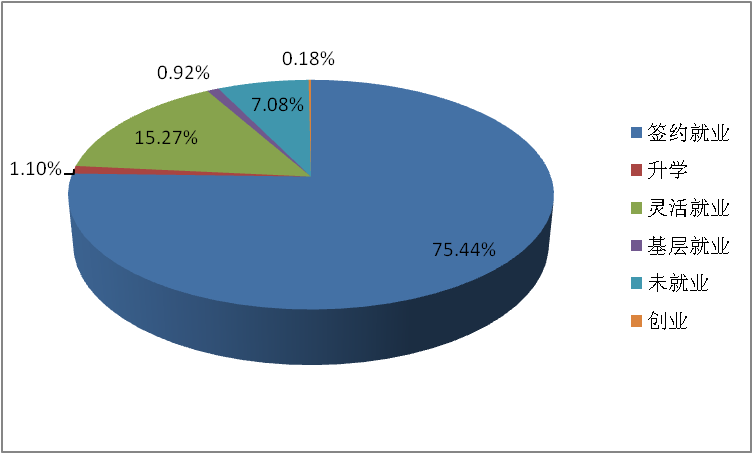 0.18%
0.92%
7.08%
15.27%
1.10%
75.44%
签约就业
升学
灵活就业
基层就业
未就业
创业